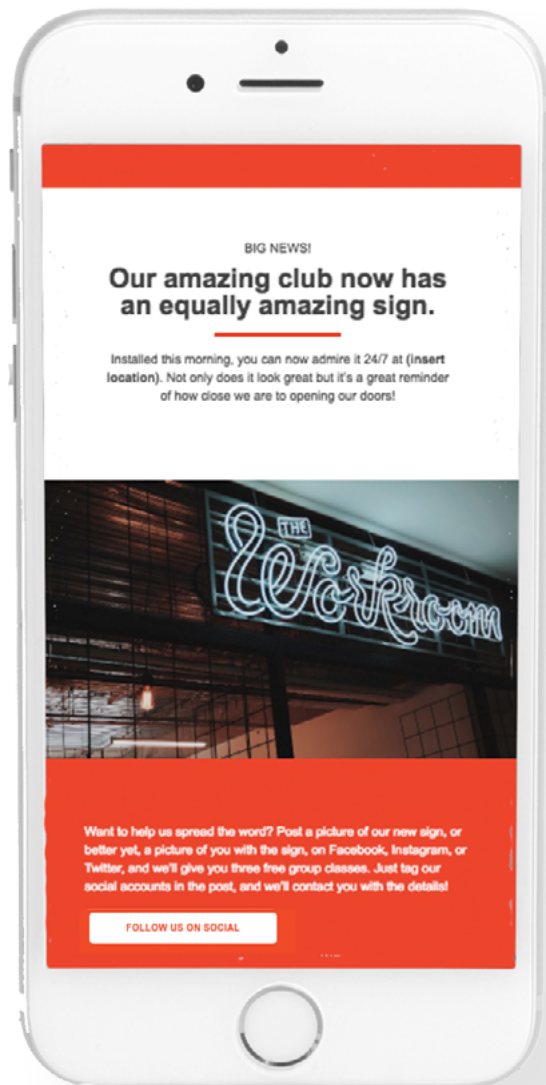 BIG NEWS!
Our amazing club now has
an equally amazing sign.
Installed this morning, you can now admire it 24/7 at (insert
location). Not only does it look great but it's a great reminder
of how close we are to opening our doors!
THE
Workroom
Want to help us spread the word? Post a picture of our new sign, or
better yet, a picture of you with the sign, on Facebook, Instagram, or
Twitter, and we'll give you three free group classes. Just tag our
social accounts in the post, and we'll contact you with the details!
FOLLOW US ON SOCIAL